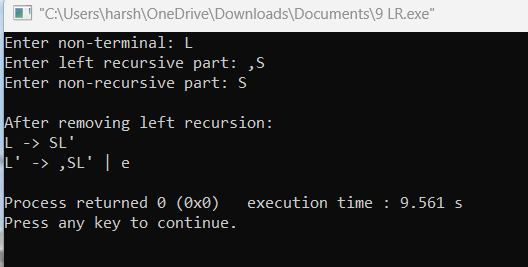 "C:\Users\harsh\OneDrive\Downloads\Documents\9 LR.exe"
Enter non-terminal: L
Enter left recursive part: ,S
Enter non-recursive part: S
After removing left recursion:
L -> SL'
L' -> ,SL' | e
Process returned 0 (0x0)   execution time : 9.561 s
Press any key to continue.